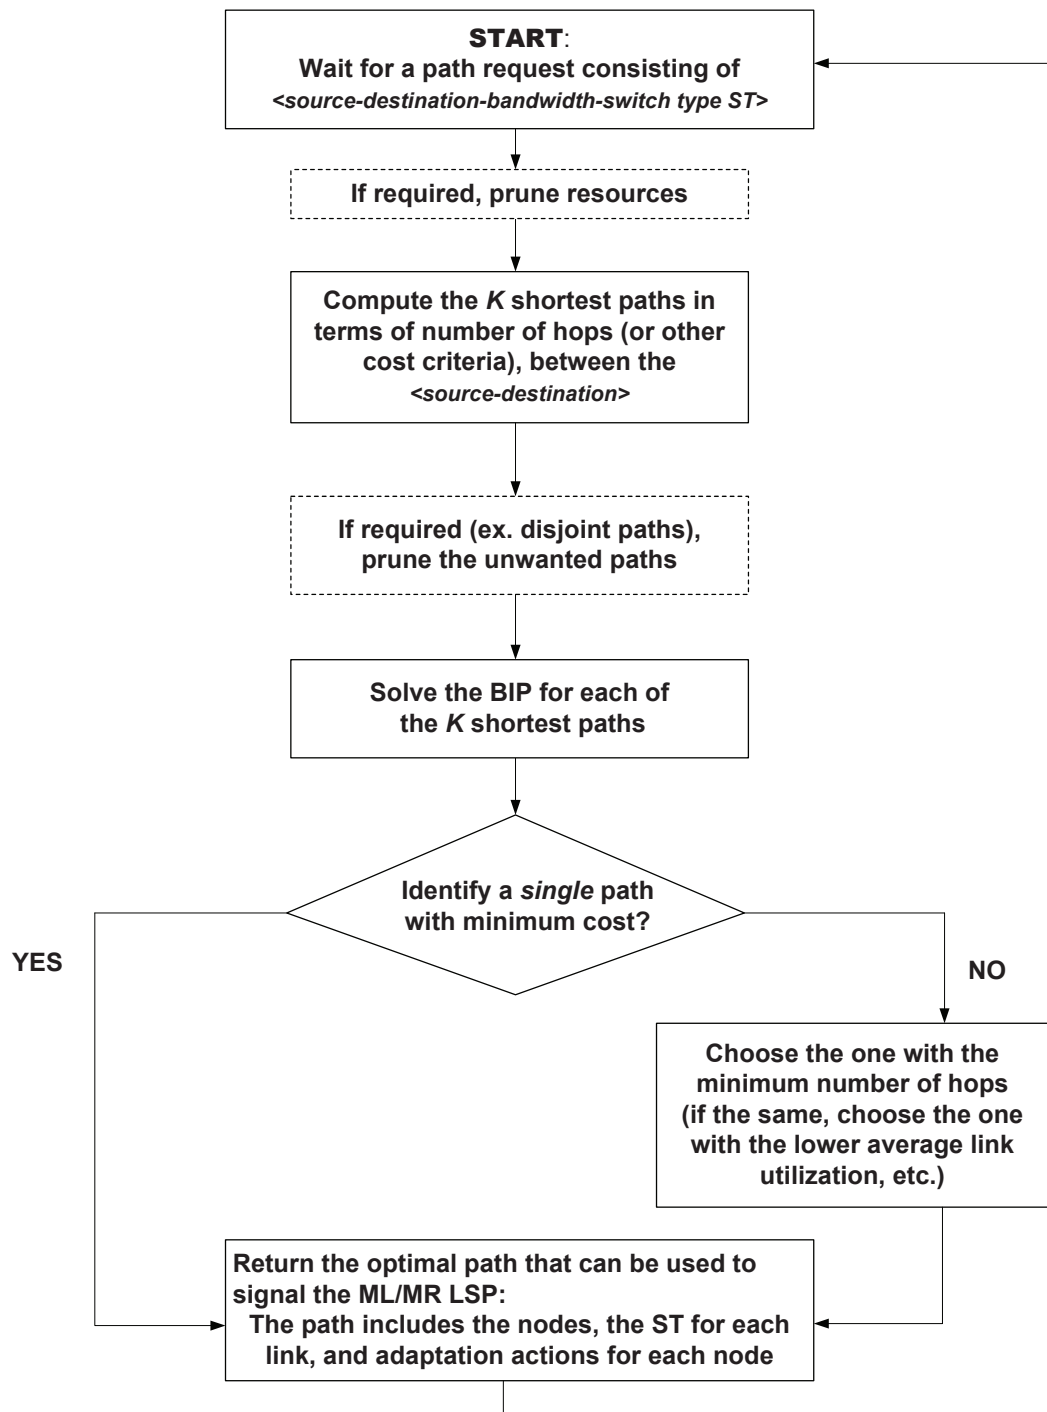 START:
Wait for a path request consisting of
<source-destination-bandwidth-switch type ST>
If required, prune resources
Compute the K shortest paths in
terms of number of hops (or other
cost criteria), between the
<source-destination>
If required (ex. disjoint paths),
prune the unwanted paths
Solve the BIP for each of
the K shortest paths
Identify a single path
with minimum cost?
YES
NO
Choose the one with the
minimum number of hops
(if the same, choose the one
with the lower average link
utilization, etc.)
Return the optimal path that can be used to
signal the ML/MR LSP:
The path includes the nodes, the ST for each
link, and adaptation actions for each node